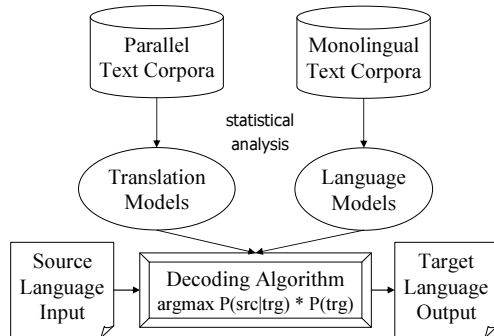 Parallel
Text Corpora
Monolingual
Text Corpora
statistical
analysis
Translation
Models
Language
Models
Source
Language
Input
Decoding Algorithm
argmax P(src|trg) * P(trg)
Target
Language
Output